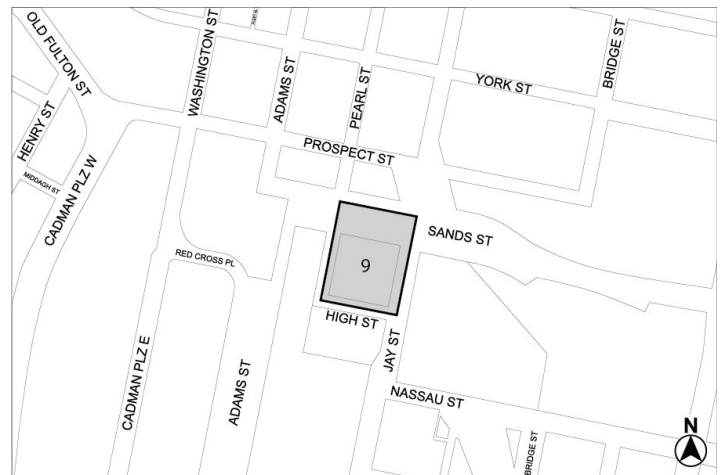 OLD FULTON ST
WASHINGTON ST
ADAMS ST
PEARL ST
YORK ST
BRIDGE ST
HENRY ST
PROSPECT ST
MIDDAGH ST
CADMAN PLZ W
SANDS ST
RED CROSS PL
9
HIGH ST
JAY ST
CADMAN PLZ E
ADAMS ST
NASSAU ST
BRIDGE ST
N